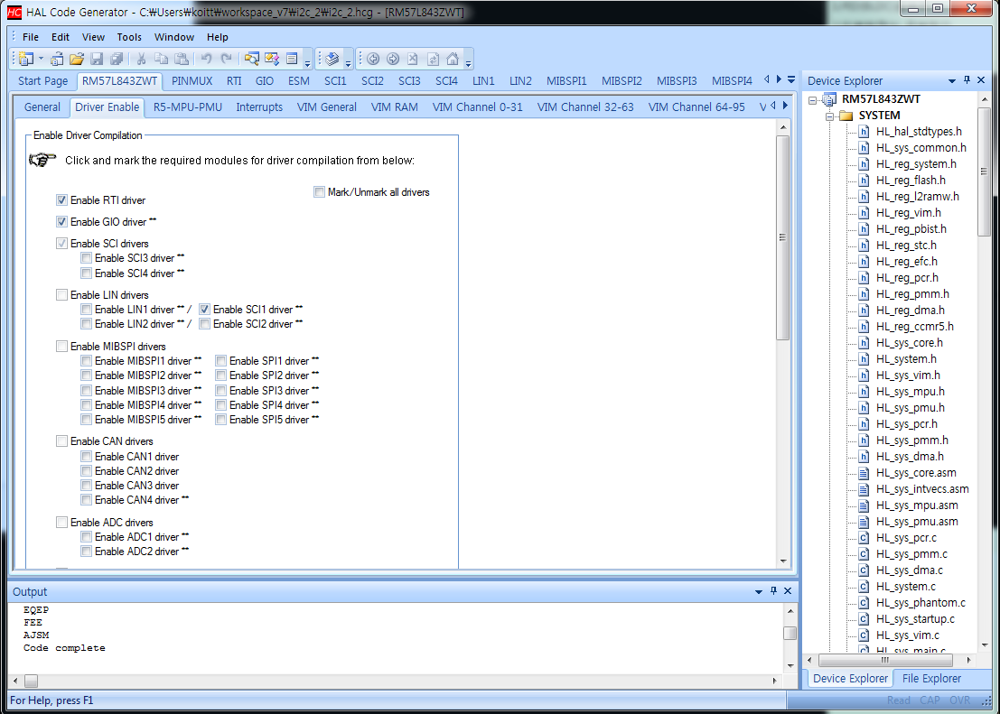 HAL Code Generator - C:\Users\koitt\workspace_v7\i2c_2\i2c_2.hcg - [RM57L843ZWT]
File Edit View Tools Window Help
Start Page RM57L843ZWT PINMUX RTI GIO ESM SCI1 SCI2 SCI3 SCI4 LIN1 LIN2 MIBSPI1 MIBSPI2 MIBSPI3 MIBSPI4
General Driver Enable R5-MPU-PMU Interrupts VIM General VIM RAM VIM Channel 0-31 VIM Channel 32-63 VIM Channel 64-95 V
Enable Driver Compilation
Click and mark the required modules for driver compilation from below:
Mark/Unmark all drivers
Enable RTI driver
Enable GIO driver **
Enable SCI drivers
Enable SCI3 driver **
Enable SCI4 driver **
Enable LIN drivers
Enable LIN1 driver ** / Enable SCI1 driver **
Enable LIN2 driver ** / Enable SCI2 driver **
Enable MIBSPI drivers
Enable MIBSPI1 driver ** Enable SPI1 driver **
Enable MIBSPI2 driver ** Enable SPI2 driver **
Enable MIBSPI3 driver ** Enable SPI3 driver **
Enable MIBSPI4 driver ** Enable SPI4 driver **
Enable MIBSPI5 driver ** Enable SPI5 driver **
Enable CAN drivers
Enable CAN1 driver
Enable CAN2 driver
Enable CAN3 driver
Enable CAN4 driver **
Enable ADC drivers
Enable ADC1 driver **
Enable ADC2 driver **
Output
EQEP
FEE
AJSM
Code complete
Device Explorer
RM57L843ZWT
SYSTEM
HL_hal_stdtypes.h
HL_sys_common.h
HL_reg_system.h
HL_reg_flash.h
HL_reg_l2ramw.h
HL_reg_vim.h
HL_reg_pbist.h
HL_reg_stc.h
HL_reg_efc.h
HL_reg_pcr.h
HL_reg_pmm.h
HL_reg_dma.h
HL_reg_ccmr5.h
HL_sys_core.h
HL_system.h
HL_sys_vim.h
HL_sys_mpu.h
HL_sys_pmu.h
HL_sys_pcr.h
HL_sys_pmm.h
HL_sys_dma.h
HL_sys_core.asm
HL_sys_intvecs.asm
HL_sys_mpu.asm
HL_sys_pmu.asm
HL_sys_pcr.c
HL_sys_pmm.c
HL_sys_dma.c
HL_system.c
HL_sys_phantom.c
HL_sys_startup.c
HL_sys_vim.c
HL_sys_main.c
Device Explorer File Explorer
For Help, press F1
Read CAP OVR